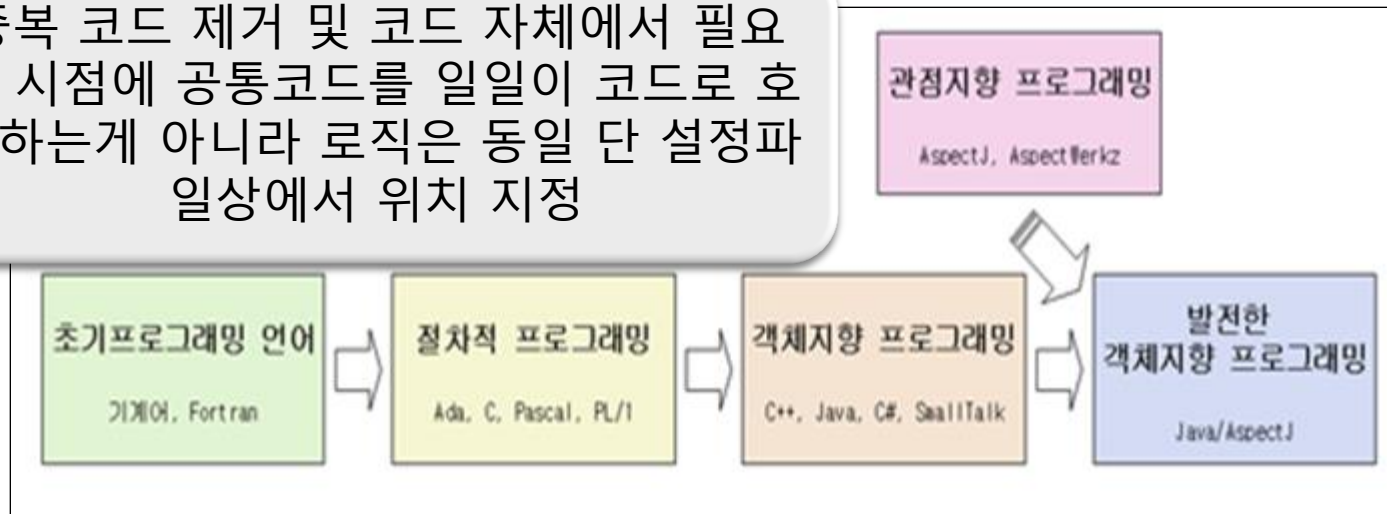 복 코드 제거 및 코드 자체에서 필요
시점에 공통코드를 일일이 코드로 호
하는게 아니라 로직은 동일 단 설정파
일상에서 위치 지정
관점지향 프로그래밍
AspectJ, AspectWerkz
초기프로그래밍 언어
기계어, Fortran
절차적 프로그래밍
Ada, C, Pascal, PL/1
객체지향 프로그래밍
C++, Java, C#, SmallTalk
발전한
객체지향 프로그래밍
Java/AspectJ